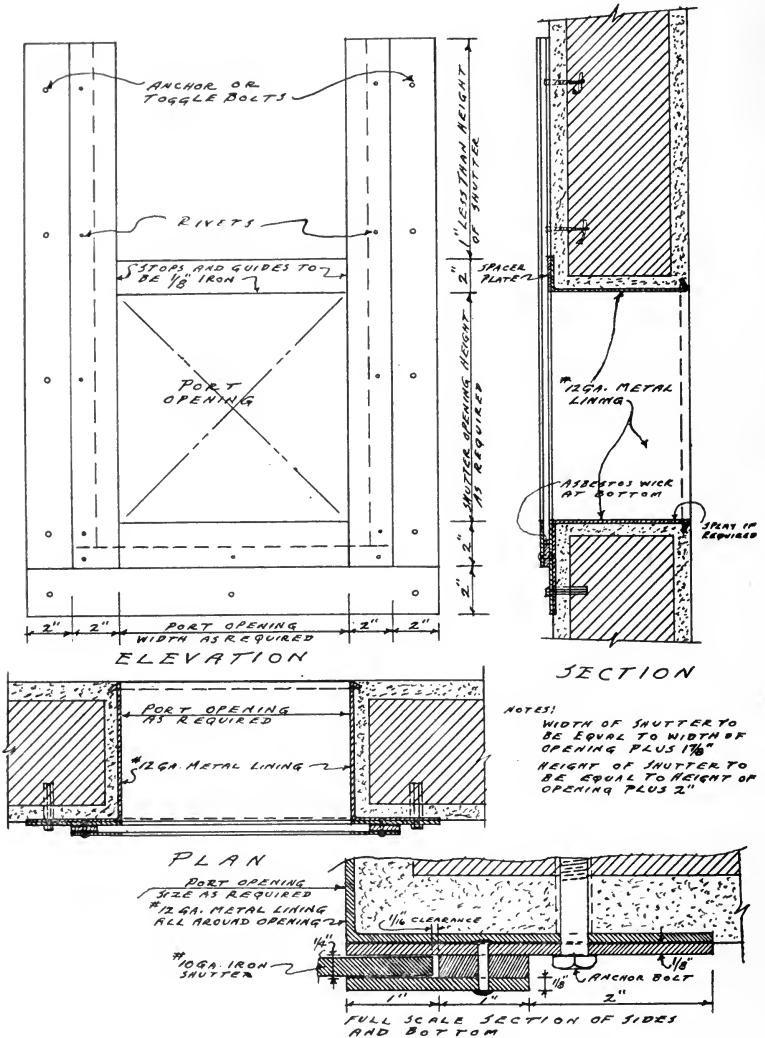 ANCHOR OR
TOGGLE BOLTS
RIVETS
STOPS AND GUIDES TO
BE 1/8" IRON
PORT
OPENING
1" LESS THAN HEIGHT
OF SHUTTER
2"
SHUTTER OPENING HEIGHT
AS REQUIRED
2"
2"
2"
2"
PORT OPENING
WIDTH AS REQUIRED
2"
2"
ELEVATION
SPACER
PLATE
#12 GA. METAL
LINING
ASBESTOS WICK
AT BOTTOM
SPLAY IF
REQUIRED
SECTION
PORT OPENING
AS REQUIRED
#12 GA. METAL LINING
PLAN
NOTES:
WIDTH OF SHUTTER TO
BE EQUAL TO WIDTH OF
OPENING PLUS 1 7/8"
HEIGHT OF SHUTTER TO
BE EQUAL TO HEIGHT OF
OPENING PLUS 2"
PORT OPENING
SIZE AS REQUIRED
#12 GA. METAL LINING
ALL AROUND OPENING
1/16 CLEARANCE
1/4"
#10 GA. IRON
SHUTTER
1/8"
1/8"
ANCHOR BOLT
1"
1"
2"
FULL SCALE SECTION OF SIDES
AND BOTTOM